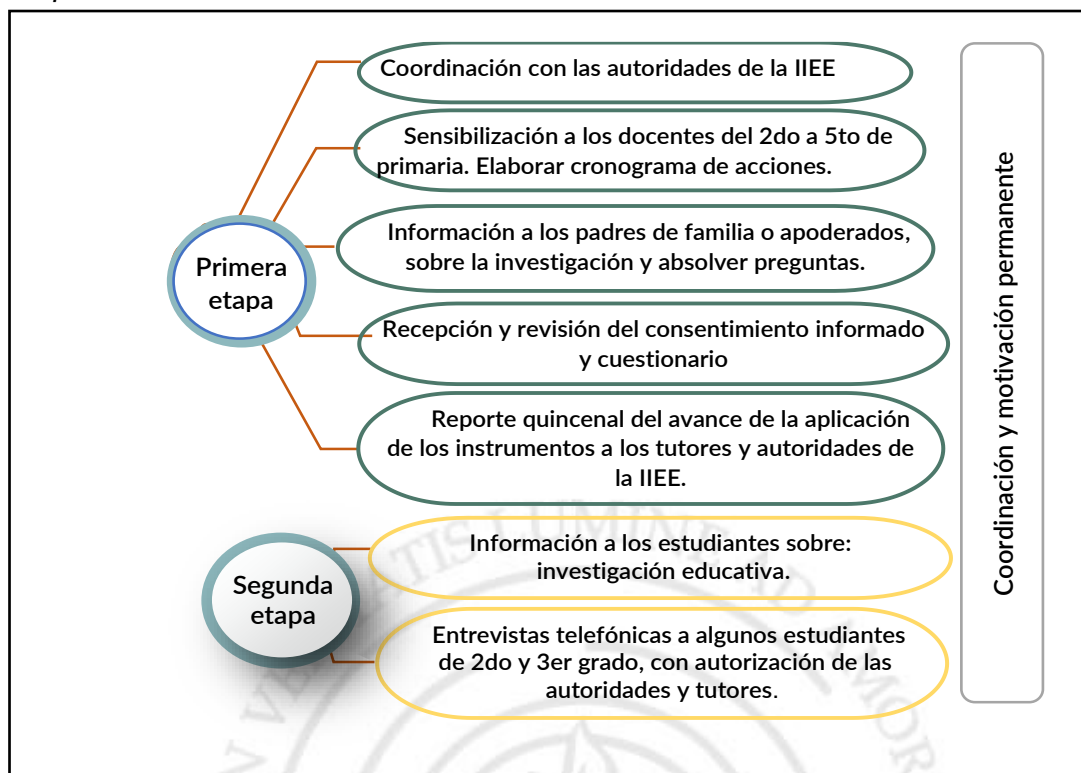 Coordinación con las autoridades de la IIEE
Sensibilización a los docentes del 2do a 5to de
primaria. Elaborar cronograma de acciones.
Información a los padres de familia o apoderados,
sobre la investigación y absolver preguntas.
Primera
etapa
Recepción y revisión del consentimiento informado
y cuestionario
Reporte quincenal del avance de la aplicación
de los instrumentos a los tutores y autoridades de
la IIEE.
Segunda
etapa
Información a los estudiantes sobre:
investigación educativa.
Entrevistas telefónicas a algunos estudiantes
de 2do y 3er grado, con autorización de las
autoridades y tutores.
Coordinación y motivación permanente
TIS LUMINE AD AMOR